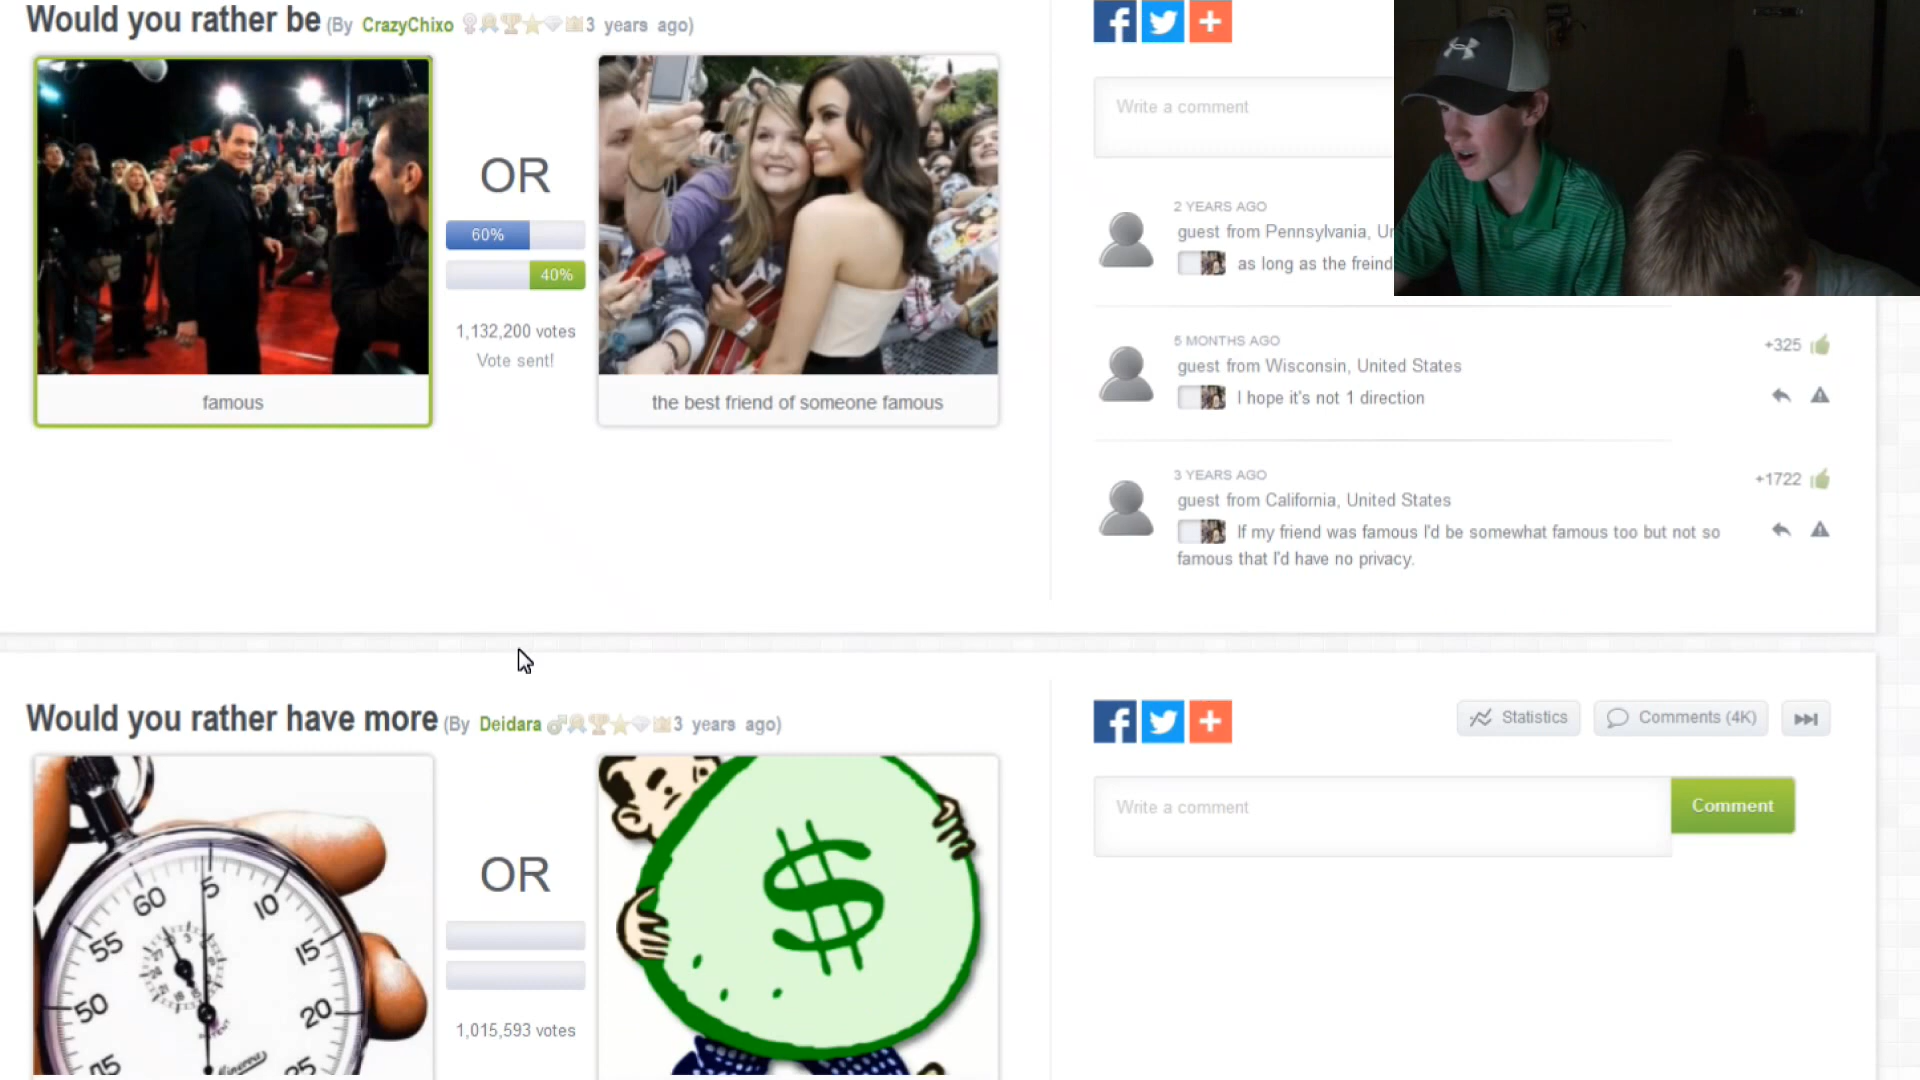 Would you rather be (By CrazyChixo 3 years ago)
OR
60%
40%
1,132,200 votes
Vote sent!
famous
the best friend of someone famous
Write a comment
2 YEARS AGO
guest from Pennsylvania, Un
as long as the freind
5 MONTHS AGO
guest from Wisconsin, United States
I hope it's not 1 direction
+325
3 YEARS AGO
guest from California, United States
If my friend was famous I'd be somewhat famous too but not so
famous that I'd have no privacy.
+1722
Would you rather have more (By Deidara 3 years ago)
OR
1,015,593 votes
60 5 10 15 20 25
55 50 45
Minerva
$
Statistics
Comments (4K)
Write a comment
Comment